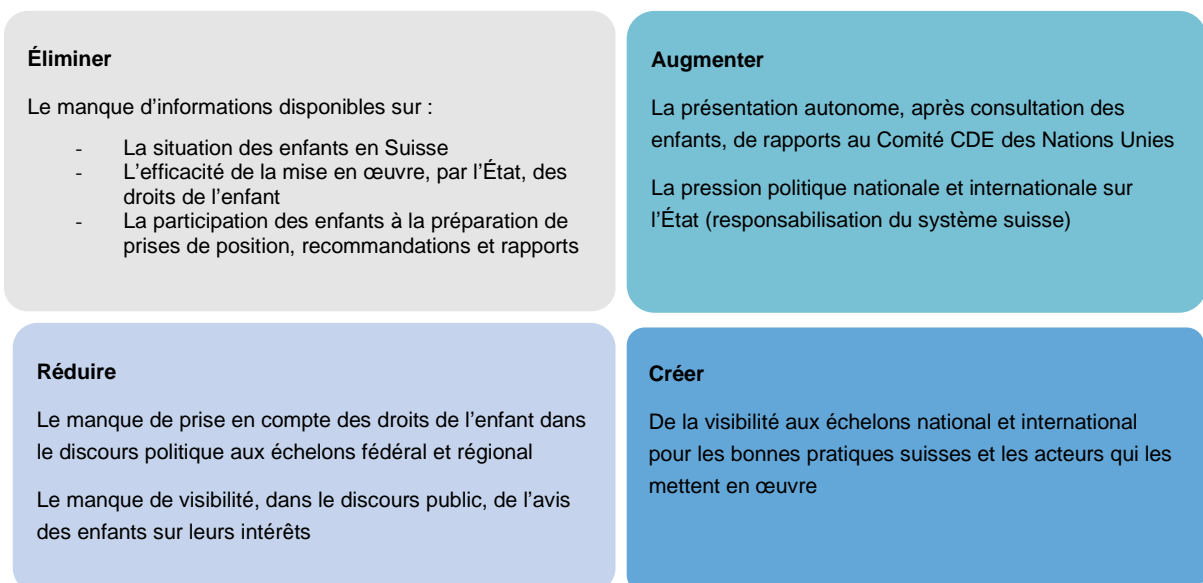 Éliminer
Le manque d’informations disponibles sur :
- La situation des enfants en Suisse
- L’efficacité de la mise en œuvre, par l’État, des
droits de l’enfant
- La participation des enfants à la préparation de
prises de position, recommandations et rapports
Augmenter
La présentation autonome, après consultation des
enfants, de rapports au Comité CDE des Nations Unies
La pression politique nationale et internationale sur
l’État (responsabilisation du système suisse)
Réduire
Le manque de prise en compte des droits de l’enfant dans
le discours politique aux échelons fédéral et régional
Le manque de visibilité, dans le discours public, de l’avis
des enfants sur leurs intérêts
Créer
De la visibilité aux échelons national et international
pour les bonnes pratiques suisses et les acteurs qui les
mettent en œuvre